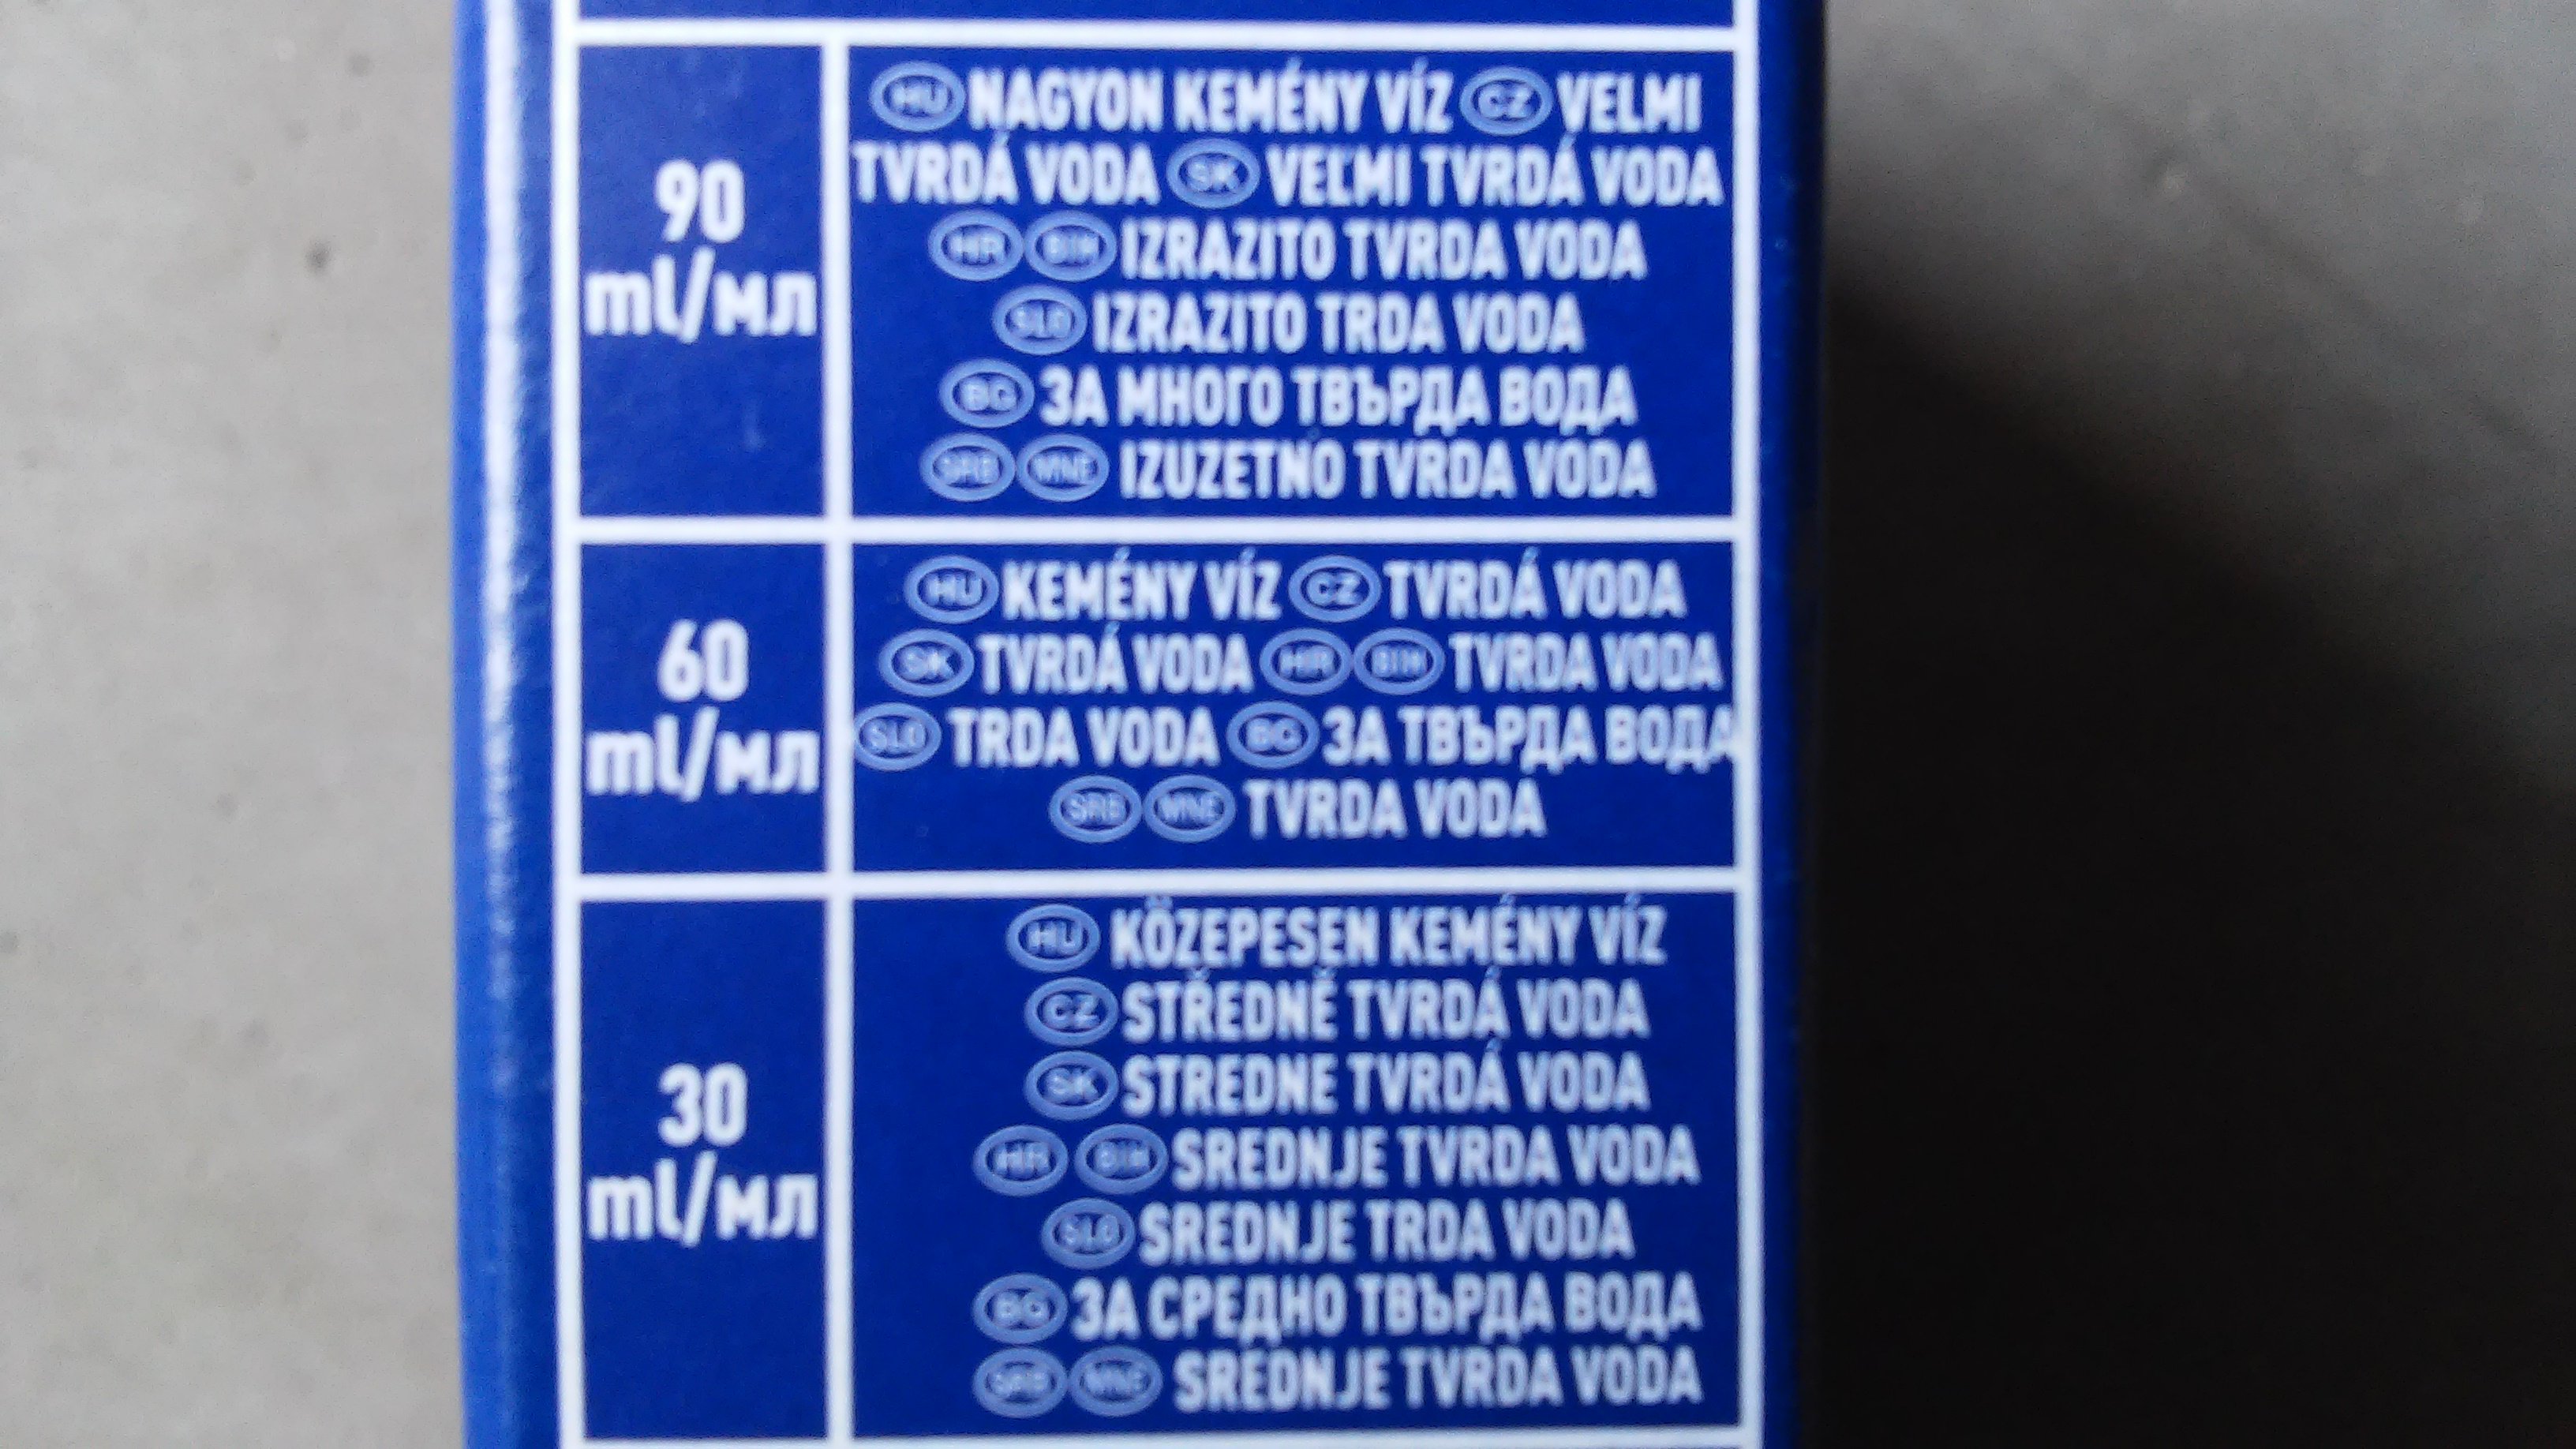 90
ml/мл
HU NAGYON KEMÉNY VÍZ CZ VELMI
TVRDÁ VODA SK VEĽMI TVRDÁ VODA
HR BIH IZRAZITO TVRDA VODA
SLO IZRAZITO TRDA VODA
BG ЗА МНОГО ТВЪРДА ВОДА
SRB MNE IZUZETNO TVRDA VODA
60
ml/мл
HU KEMÉNY VÍZ CZ TVRDÁ VODA
SK TVRDÁ VODA HR BIH TVRDA VODA
SLO TRDA VODA BG ЗА ТВЪРДА ВОДА
SRB MNE TVRDA VODA
30
ml/мл
HU KÖZEPESEN KEMÉNY VÍZ
CZ STŘEDNĚ TVRDÁ VODA
SK STREDNE TVRDÁ VODA
HR BIH SREDNJE TVRDA VODA
SLO SREDNJE TRDA VODA
BG ЗА СРЕДНО ТВЪРДА ВОДА
SRB MNE SREDNJE TVRDA VODA